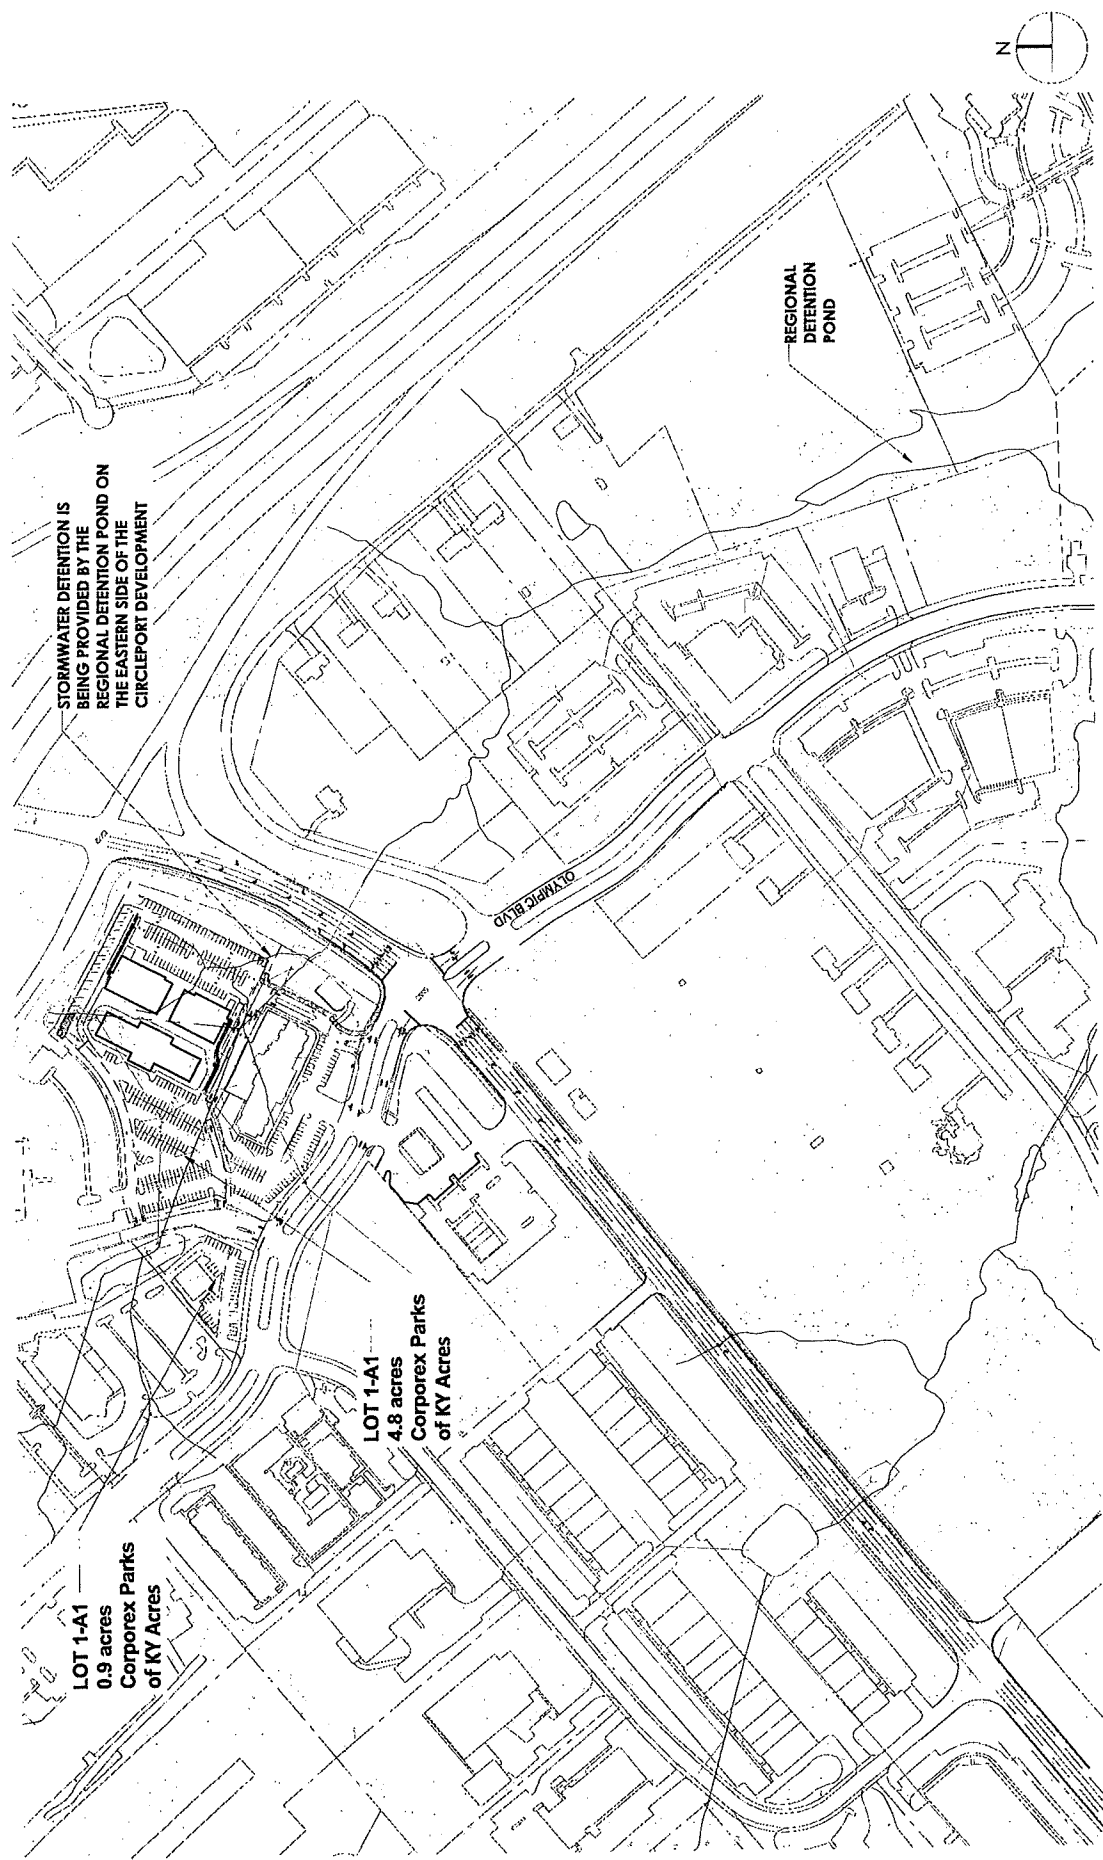 N
STORMWATER DETENTION IS
BEING PROVIDED BY THE
REGIONAL DETENTION POND ON
THE EASTERN SIDE OF THE
CIRCLEPORT DEVELOPMENT
REGIONAL
DETENTION
POND
OLYMPIC BLVD
LOT 1-A1
4.8 acres
Corporex Parks
of KY Acres
LOT 1-A1
0.9 acres
Corporex Parks
of KY Acres